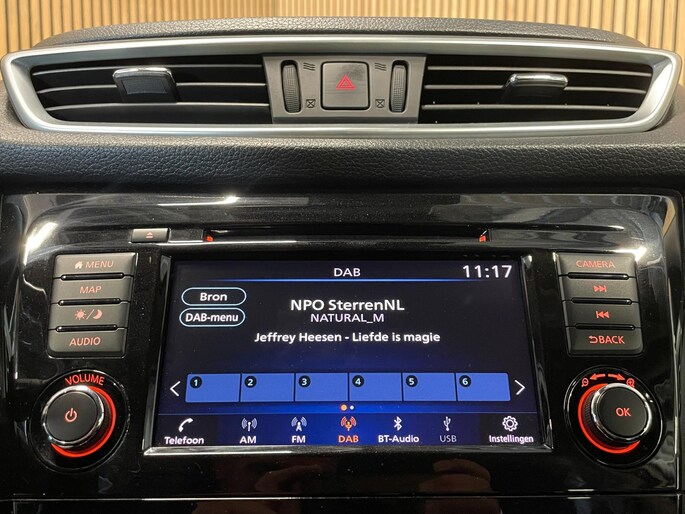 DAB
11:17
Bron
NPO SterrenNL
DAB-menu
NATURAL_M
Jeffrey Heesen - Liefde is magie
1 2 3 4 5 6
Telefoon AM FM DAB BT-Audio USB Instellingen
MENU
MAP
AUDIO
VOLUME
CAMERA
BACK
OK